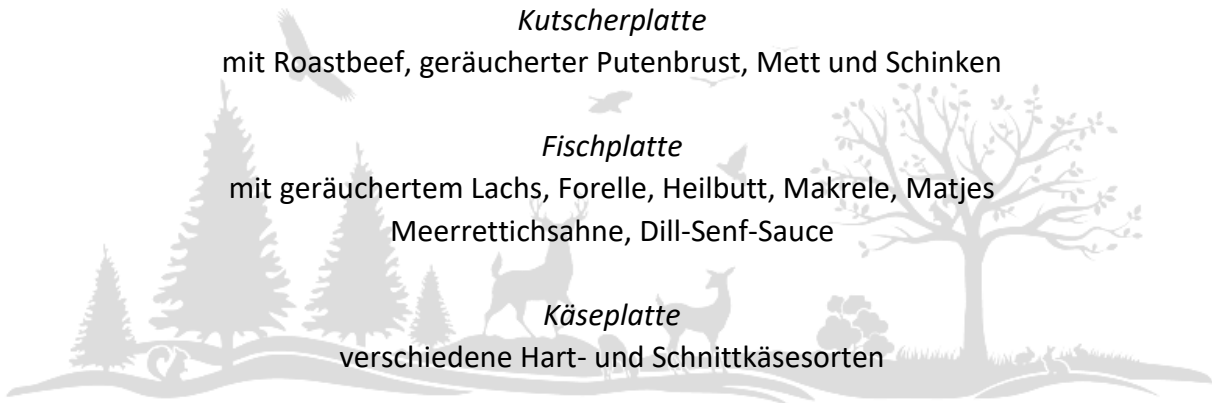 Kutscherplatte
mit Roastbeef, geräucherter Putenbrust, Mett und Schinken
Fischplatte
mit geräuchertem Lachs, Forelle, Heilbutt, Makrele, Matjes
Meerrettichsahne, Dill-Senf-Sauce
Käseplatte
verschiedene Hart- und Schnittkäsesorten